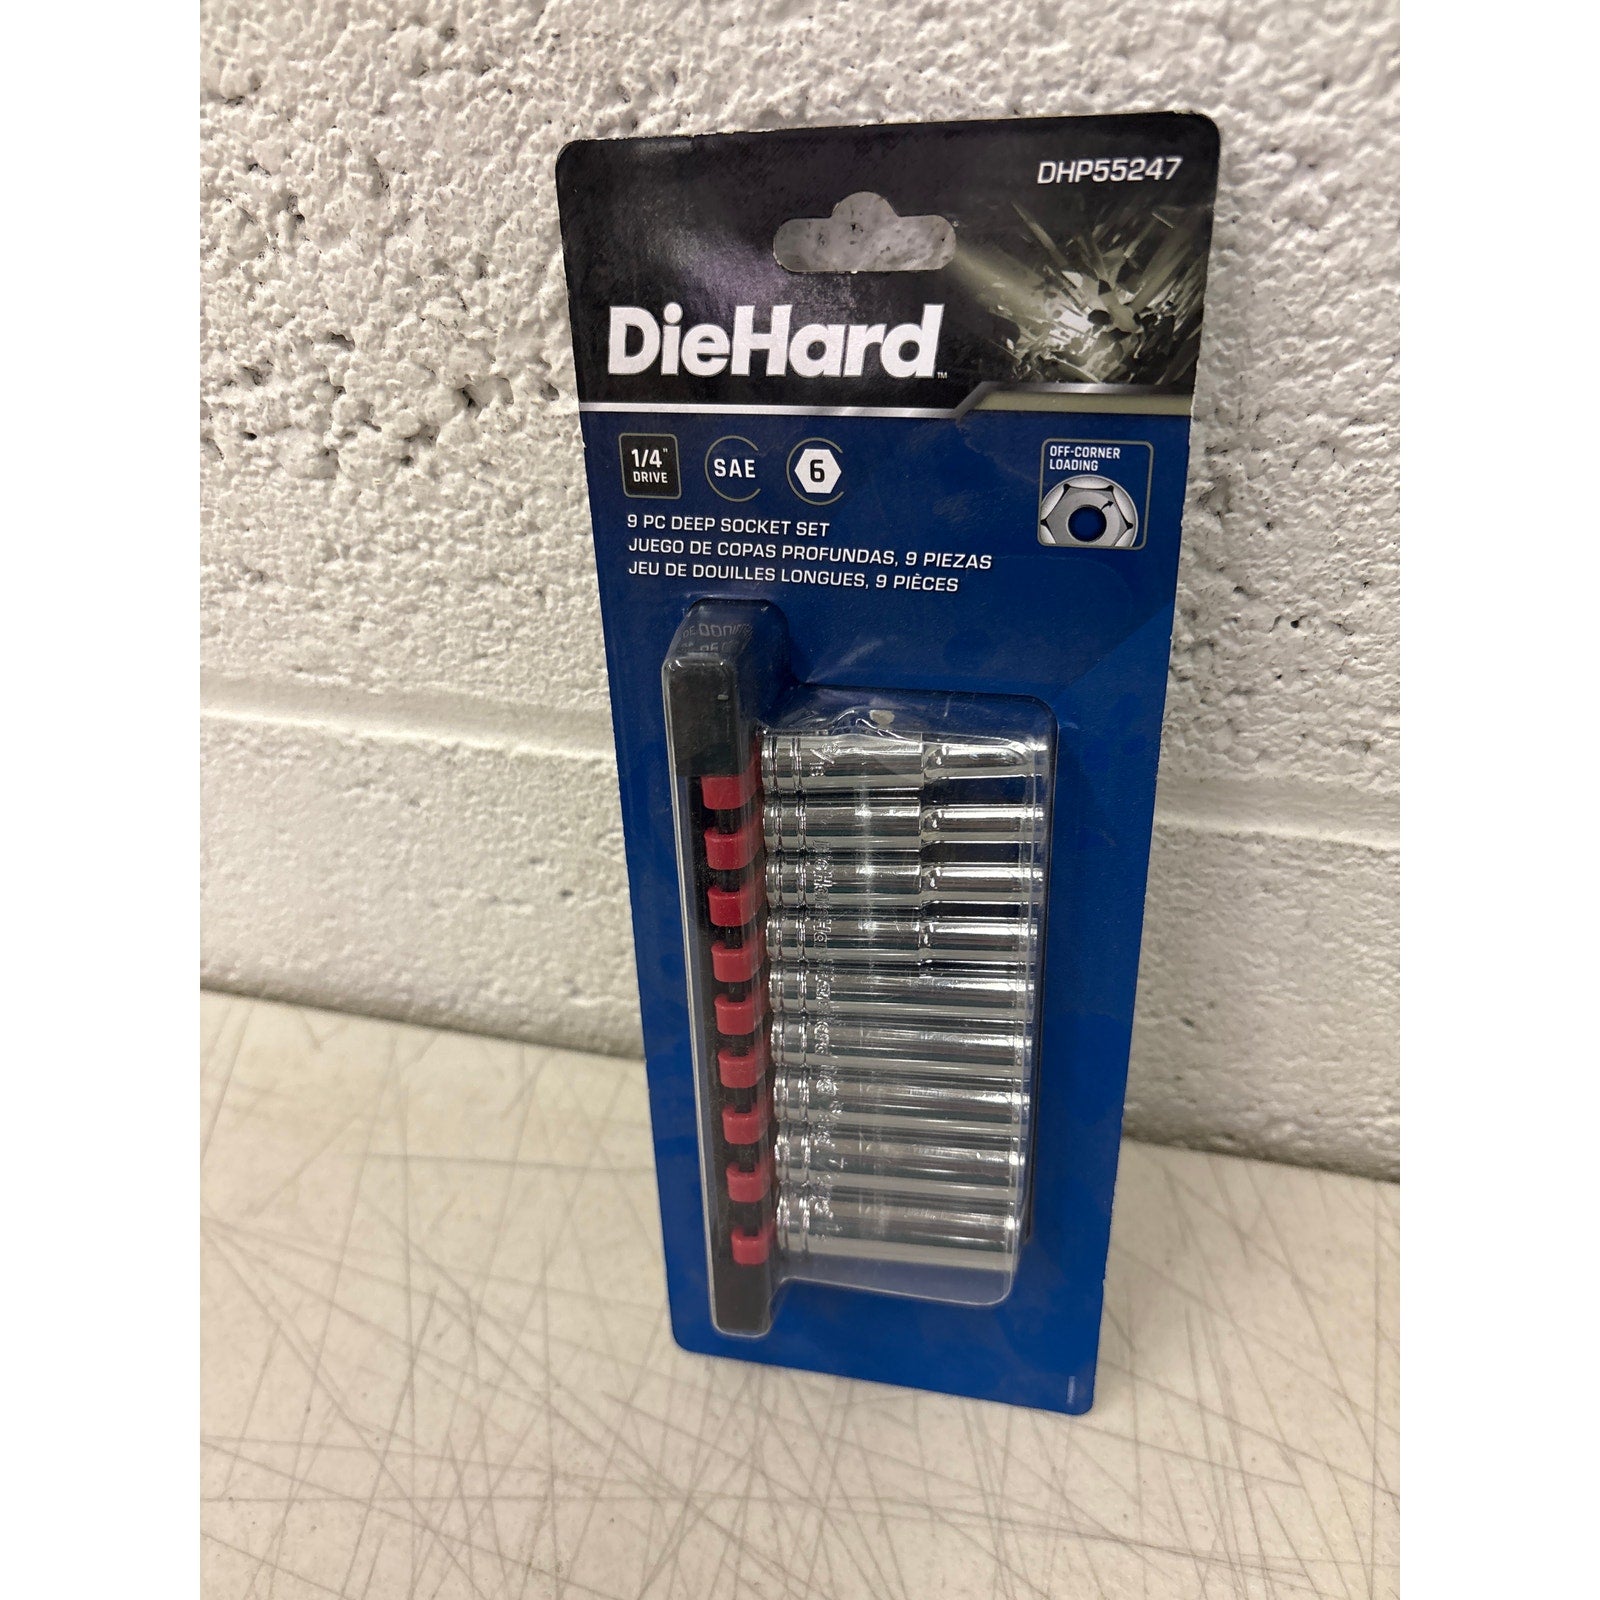 DHP55247
DieHard™
1/4" DRIVE
SAE
6
OFF-CORNER
LOADING
9 PC DEEP SOCKET SET
JUEGO DE COPAS PROFUNDAS, 9 PIEZAS
JEU DE DOUILLES LONGUES, 9 PIÈCES